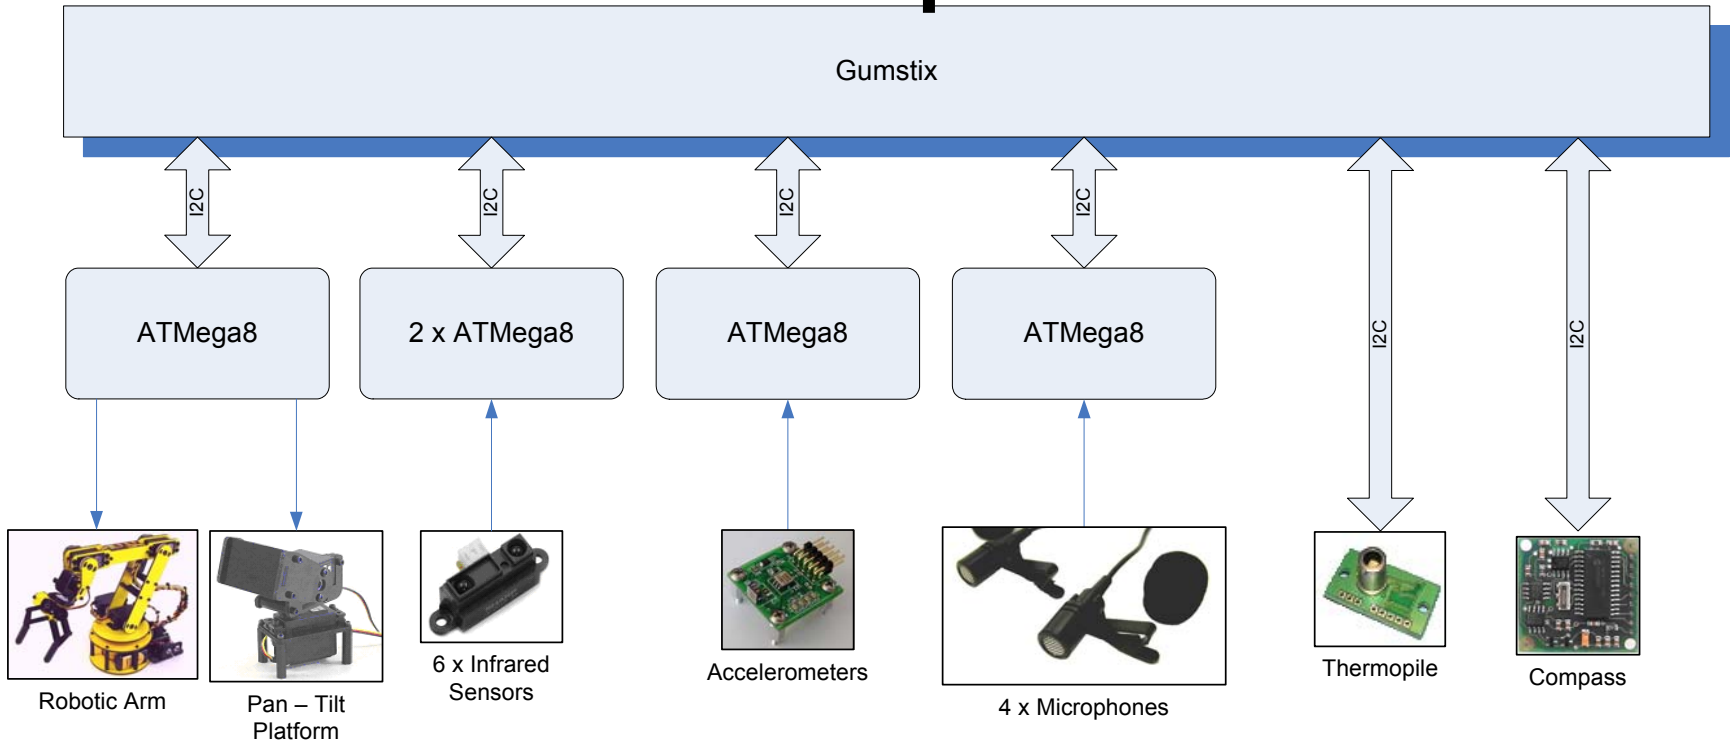 Gumstix
I2C
I2C
I2C
I2C
I2C
I2C
ATMega8
2 x ATMega8
ATMega8
ATMega8
Robotic Arm
Pan – Tilt
Platform
6 x Infrared
Sensors
Accelerometers
4 x Microphones
Thermopile
Compass